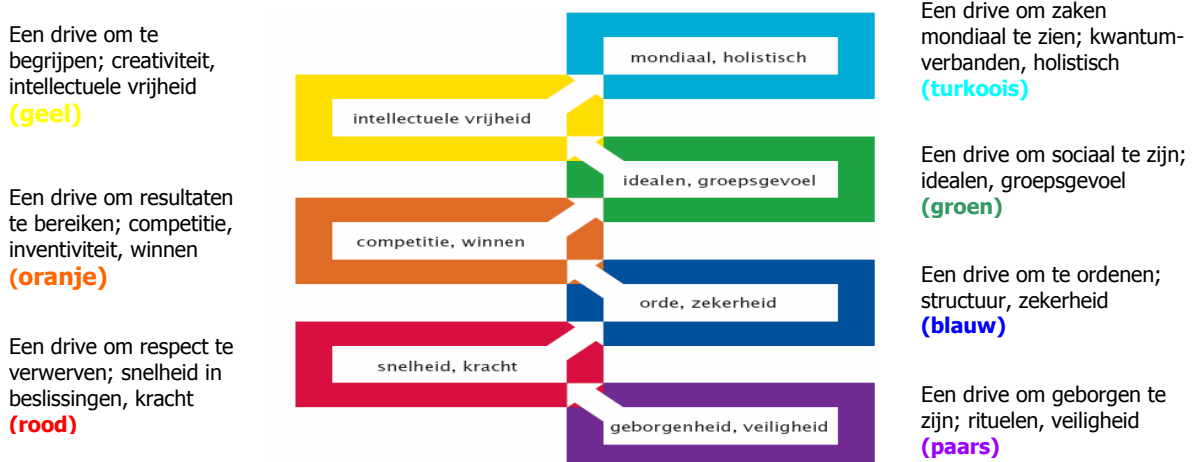 Een drive om te
begrijpen; creativiteit,
intellectuele vrijheid
(geel)
Een drive om resultaten
te bereiken; competitie,
inventiviteit, winnen
(oranje)
Een drive om respect te
verwerven; snelheid in
beslissingen, kracht
(rood)
mondiaal, holistisch
intellectuele vrijheid
idealen, groepsgevoel
competitie, winnen
orde, zekerheid
snelheid, kracht
geborgenheid, veiligheid
Een drive om zaken
mondiaal te zien; kwantum-
verbanden, holistisch
(turkoois)
Een drive om sociaal te zijn;
idealen, groepsgevoel
(groen)
Een drive om te ordenen;
structuur, zekerheid
(blauw)
Een drive om geborgen te
zijn; rituelen, veiligheid
(paars)